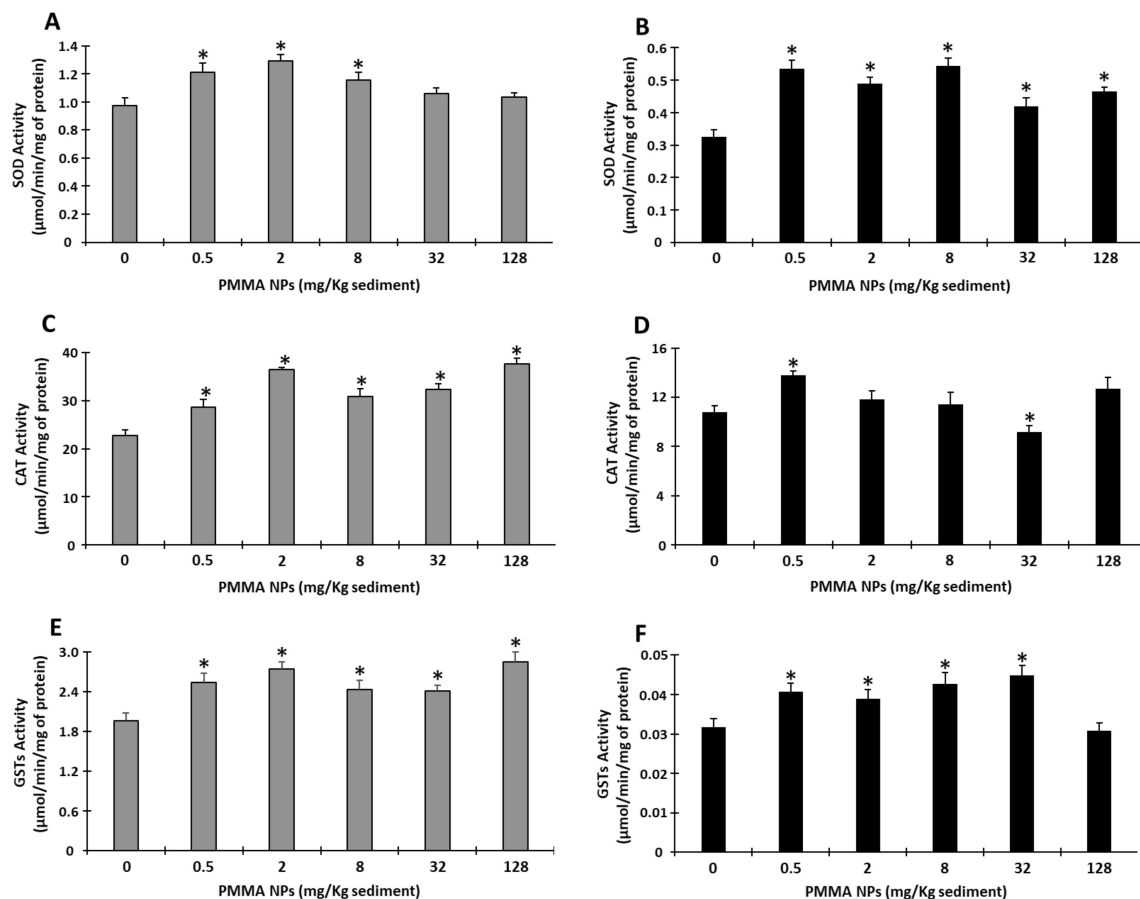 A
SOD Activity
(μmol/min/mg of protein)
1.4
1.2
1.0
0.8
0.6
0.4
0.2
0
* * *
0 0.5 2 8 32 128
PMMA NPs (mg/Kg sediment)
B
SOD Activity
(μmol/min/mg of protein)
0.6
0.5
0.4
0.3
0.2
0.1
0
* * * * *
0 0.5 2 8 32 128
PMMA NPs (mg/Kg sediment)
C
CAT Activity
(μmol/min/mg of protein)
40
30
20
10
0
* * * * *
0 0.5 2 8 32 128
PMMA NPs (mg/Kg sediment)
D
CAT Activity
(μmol/min/mg of protein)
16
12
8
4
0
* *
0 0.5 2 8 32 128
PMMA NPs (mg/Kg sediment)
E
GSTs Activity
(μmol/min/mg of protein)
3.0
2.4
1.8
1.2
0.6
0
* * * * *
0 0.5 2 8 32 128
PMMA NPs (mg/Kg sediment)
F
GSTs Activity
(μmol/min/mg of protein)
0.05
0.04
0.03
0.02
0.01
0
* * * *
0 0.5 2 8 32 128
PMMA NPs (mg/Kg sediment)